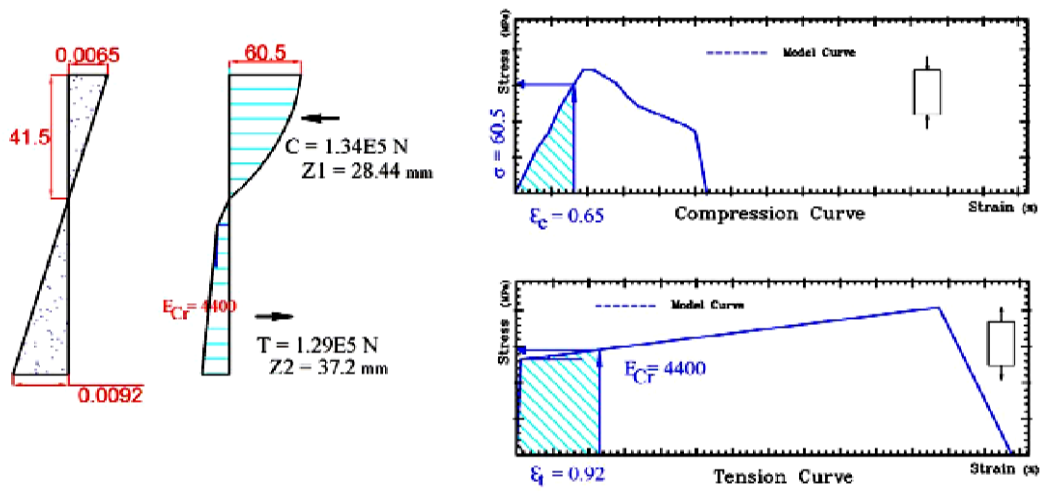 0.0065
60.5
41.5
C = 1.34E5 N
Z1 = 28.44 mm
E_Cr = 4400
T = 1.29E5 N
Z2 = 37.2 mm
0.0092
Stress (MPa)
Model Curve
σ = 60.5
ε_c = 0.65
Compression Curve
Strain (%)
Stress (MPa)
Model Curve
E_Cr = 4400
ε_t = 0.92
Tension Curve
Strain (%)